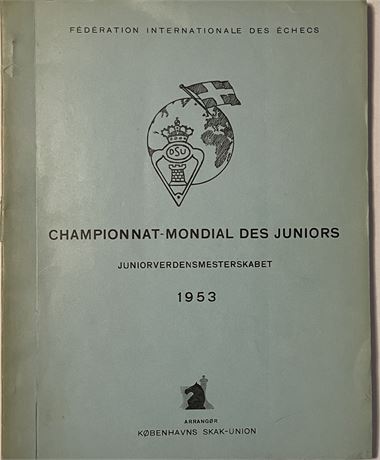 FÉDÉRATION INTERNATIONALE DES ÉCHECS
DSU
CHAMPIONNAT-MONDIAL DES JUNIORS
JUNIORVERDENSMESTERSKABET
1953
ARRANGØR
KØBENHAVNS SKAK-UNION